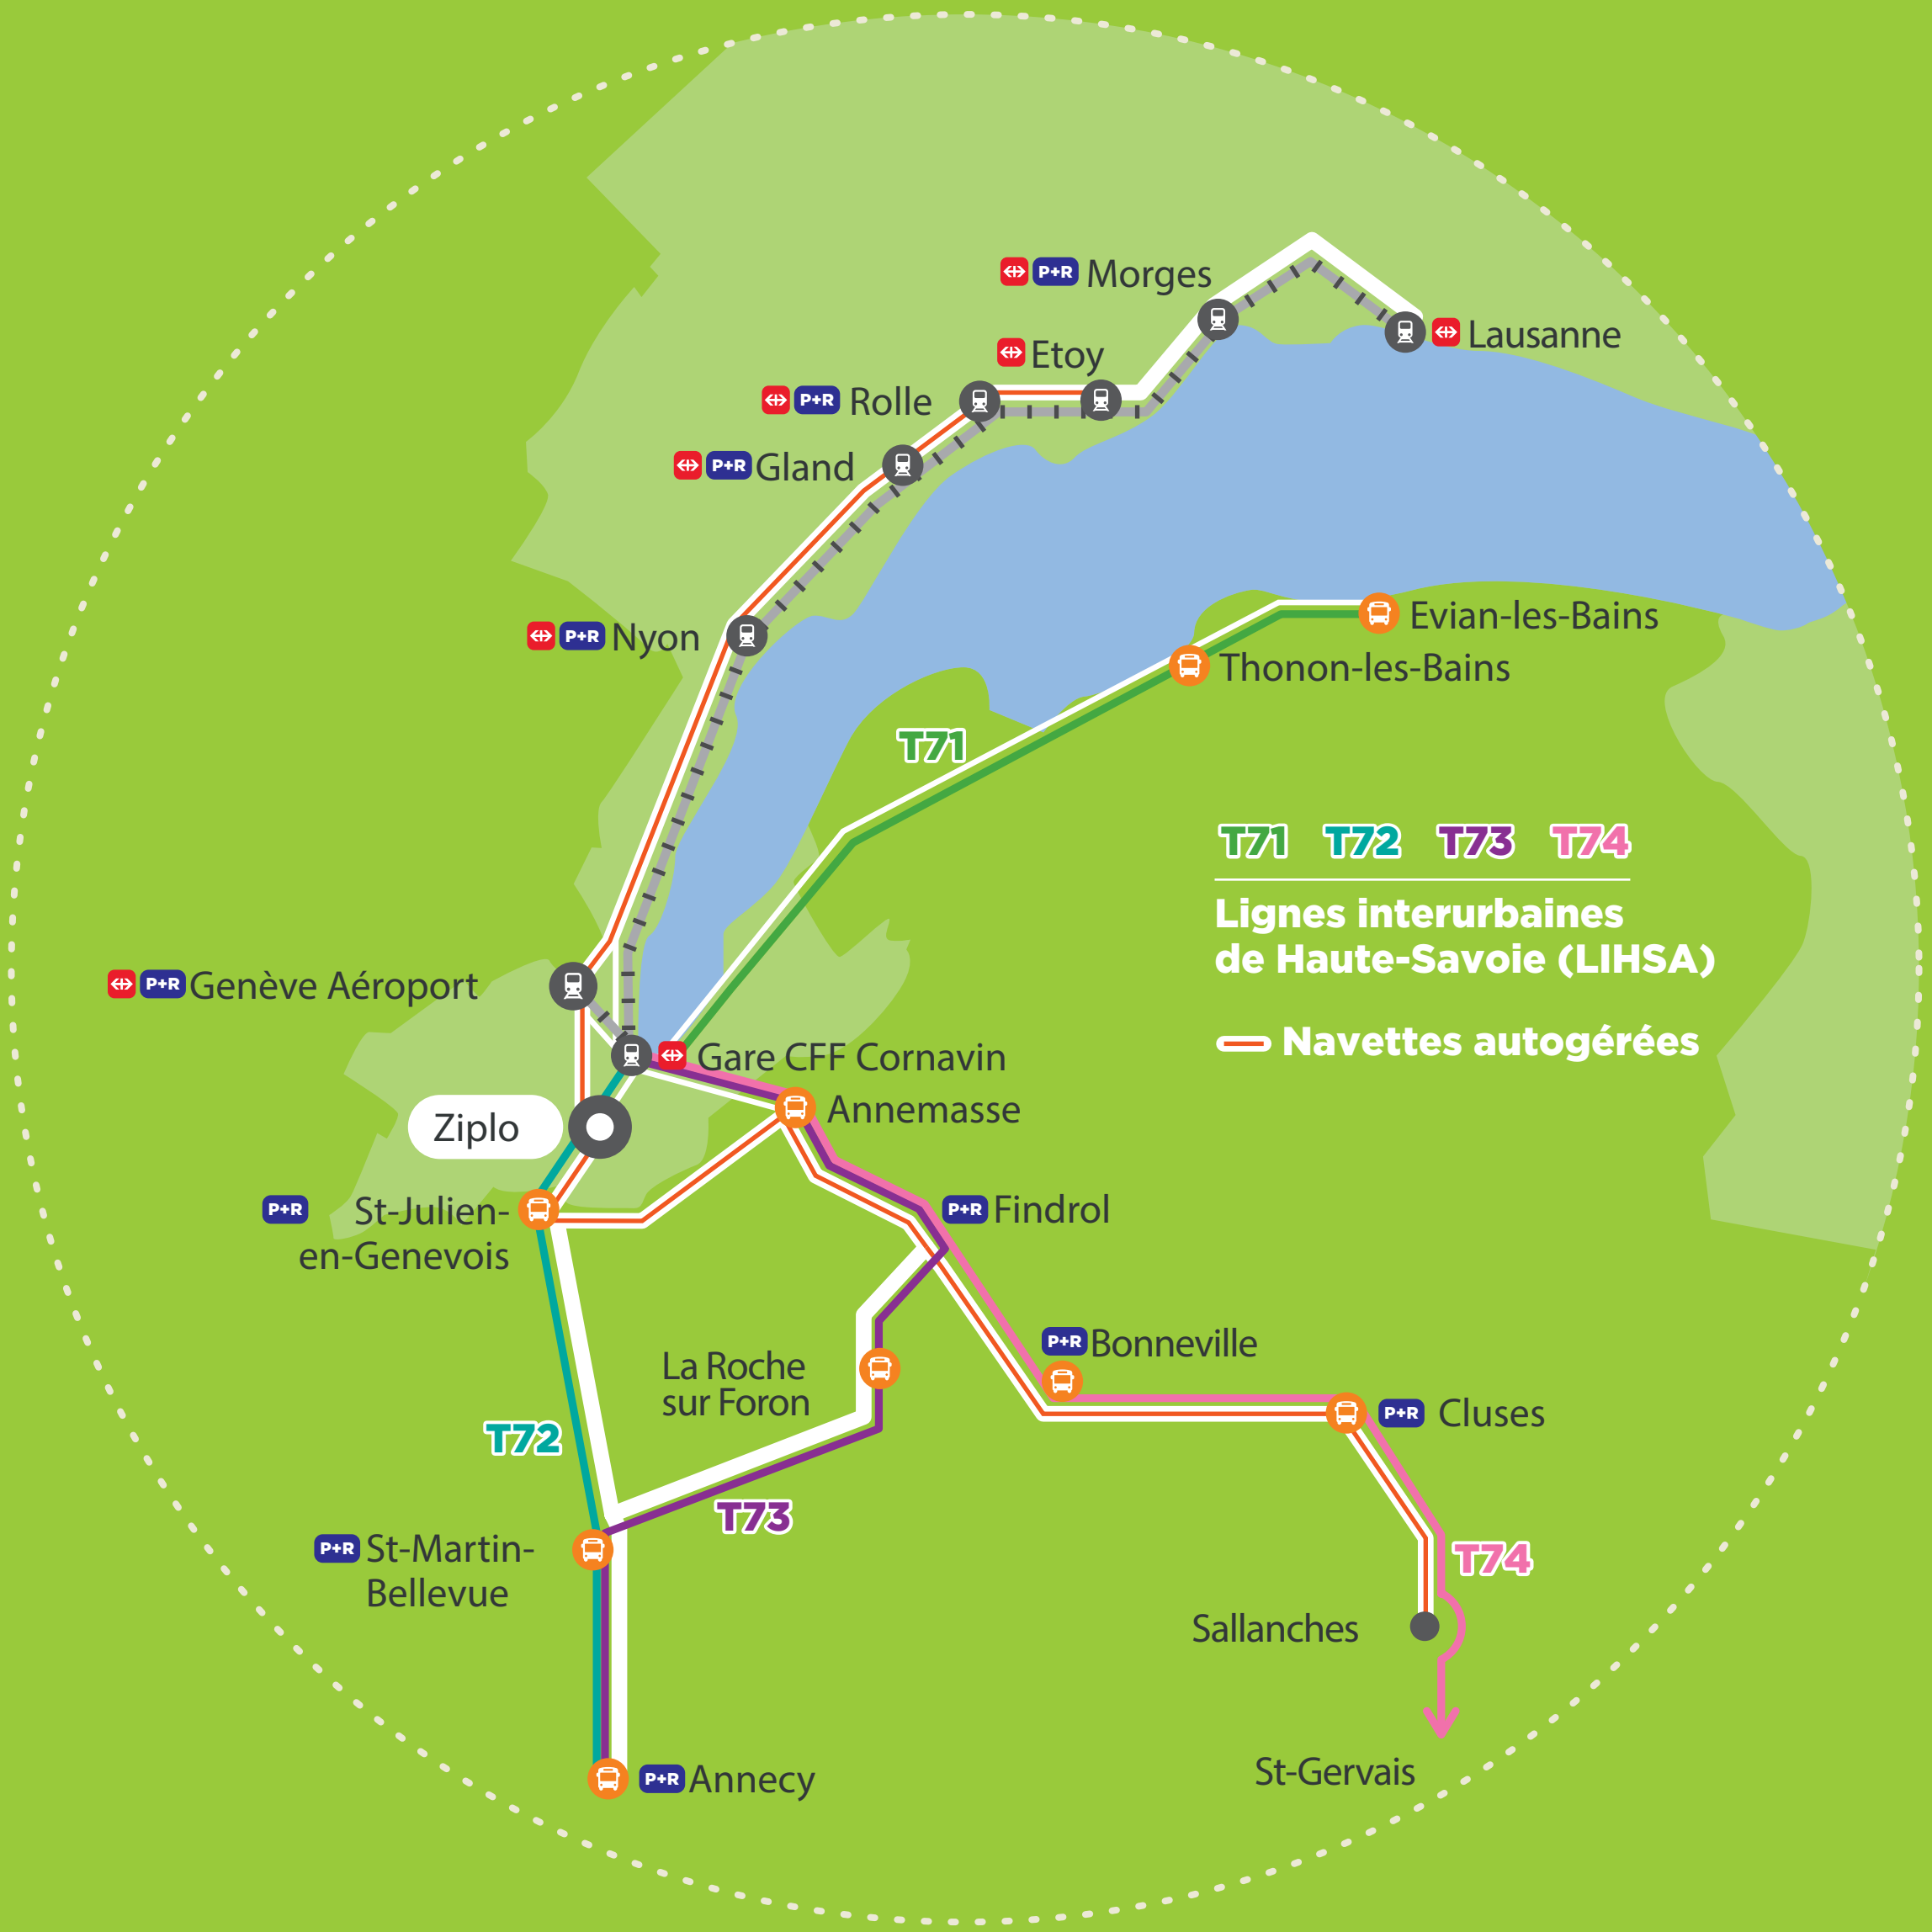 P+R Morges
Lausanne
Etoy
P+R Rolle
P+R Gland
P+R Nyon
Evian-les-Bains
Thonon-les-Bains
T71
T71 T72 T73 T74
Lignes interurbaines
de Haute-Savoie (LIHSA)
Navettes autogérées
P+R Genève Aéroport
Gare CFF Cornavin
Annemasse
Ziplo
P+R St-Julien-
en-Genevois
P+R Findrol
P+R Bonneville
La Roche
sur Foron
P+R Cluses
T72
T73
P+R St-Martin-
Bellevue
T74
Sallanches
St-Gervais
P+R Annecy